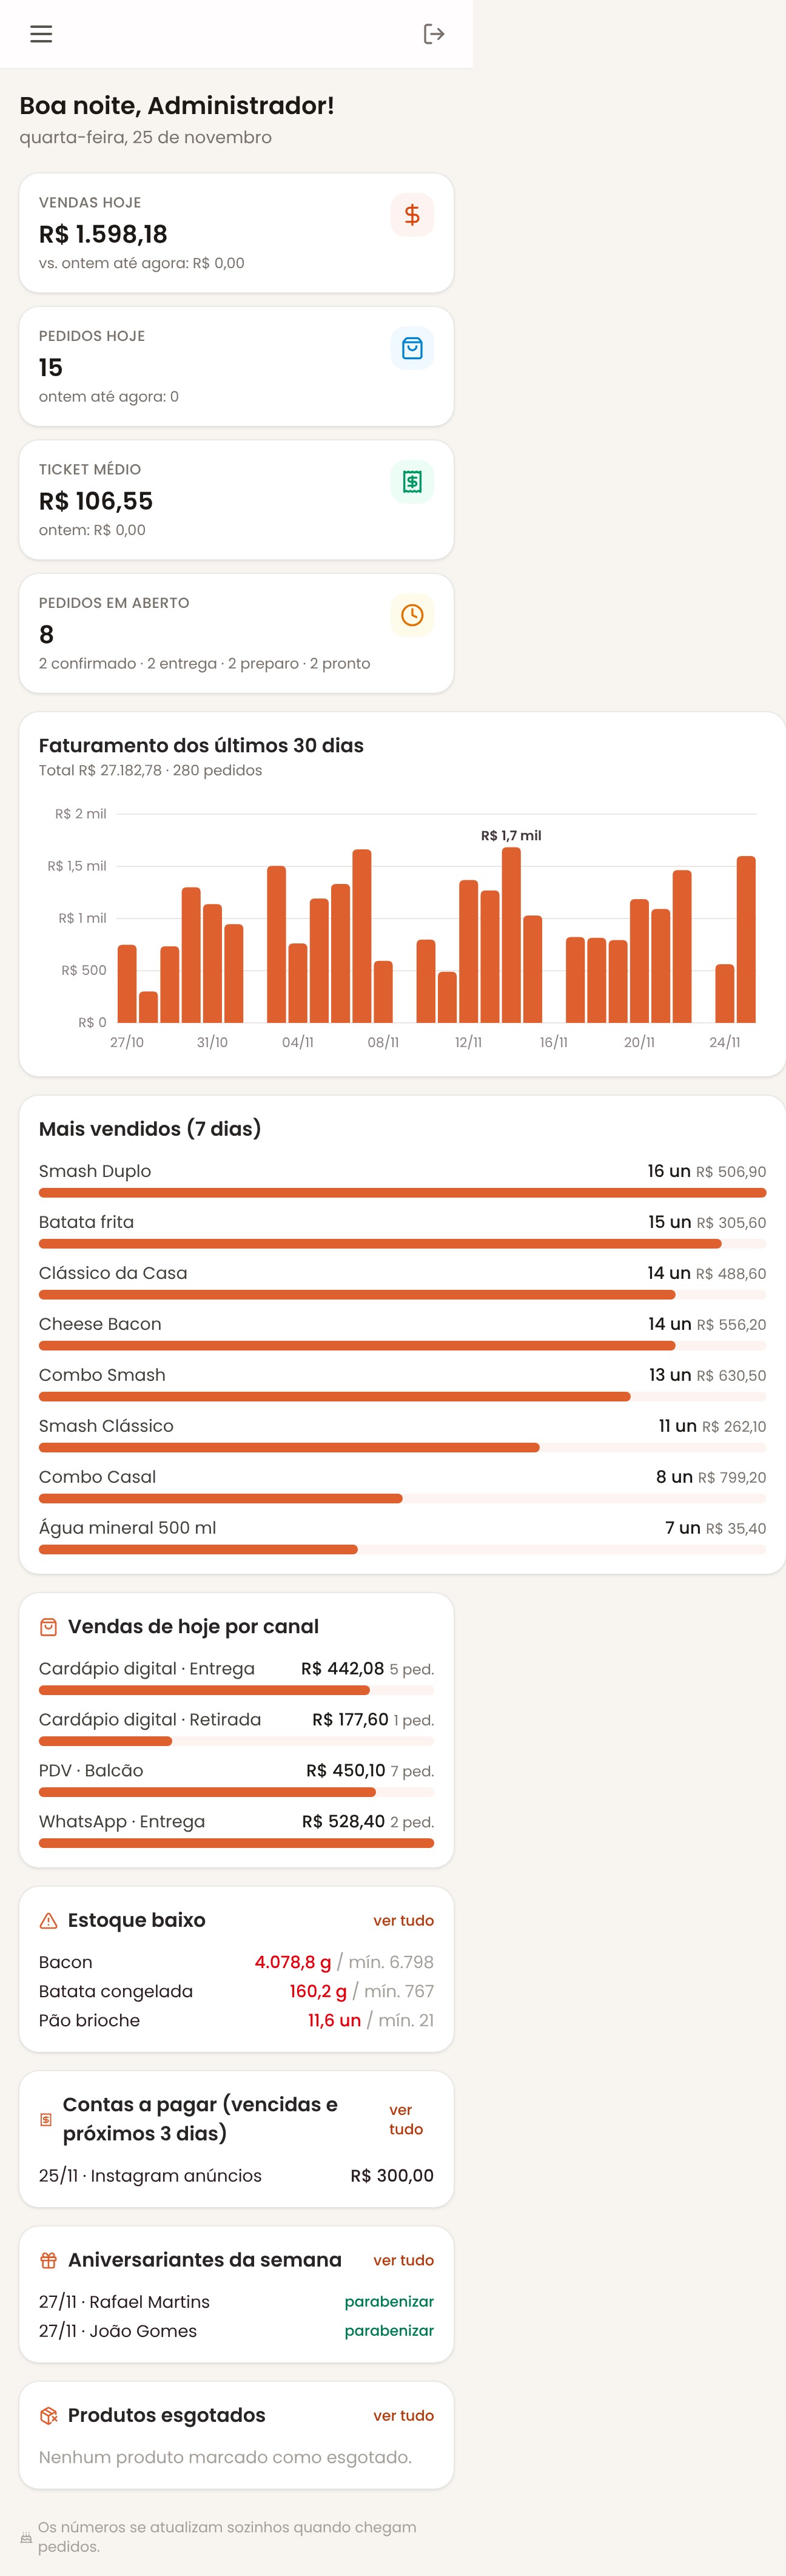 Boa noite, Administrador!
quarta-feira, 25 de novembro
VENDAS HOJE
R$ 1.598,18
vs. ontem até agora: R$ 0,00
PEDIDOS HOJE
15
ontem até agora: 0
TICKET MÉDIO
R$ 106,55
ontem: R$ 0,00
PEDIDOS EM ABERTO
8
2 confirmado · 2 entrega · 2 preparo · 2 pronto
Faturamento dos últimos 30 dias
Total R$ 27.182,78 · 280 pedidos
R$ 2 mil
R$ 1,7 mil
R$ 1,5 mil
R$ 1 mil
R$ 500
R$ 0
27/10 31/10 04/11 08/11 12/11 16/11 20/11 24/11
Mais vendidos (7 dias)
Smash Duplo 16 un R$ 506,90
Batata frita 15 un R$ 305,60
Clássico da Casa 14 un R$ 488,60
Cheese Bacon 14 un R$ 556,20
Combo Smash 13 un R$ 630,50
Smash Clássico 11 un R$ 262,10
Combo Casal 8 un R$ 799,20
Água mineral 500 ml 7 un R$ 35,40
Vendas de hoje por canal
Cardápio digital · Entrega R$ 442,08 5 ped.
Cardápio digital · Retirada R$ 177,60 1 ped.
PDV · Balcão R$ 450,10 7 ped.
WhatsApp · Entrega R$ 528,40 2 ped.
Estoque baixo ver tudo
Bacon 4.078,8 g / mín. 6.798
Batata congelada 160,2 g / mín. 767
Pão brioche 11,6 un / mín. 21
Contas a pagar (vencidas e
próximos 3 dias)
ver
tudo
25/11 · Instagram anúncios R$ 300,00
Aniversariantes da semana ver tudo
27/11 · Rafael Martins parabenizar
27/11 · João Gomes parabenizar
Produtos esgotados ver tudo
Nenhum produto marcado como esgotado.
Os números se atualizam sozinhos quando chegam
pedidos.